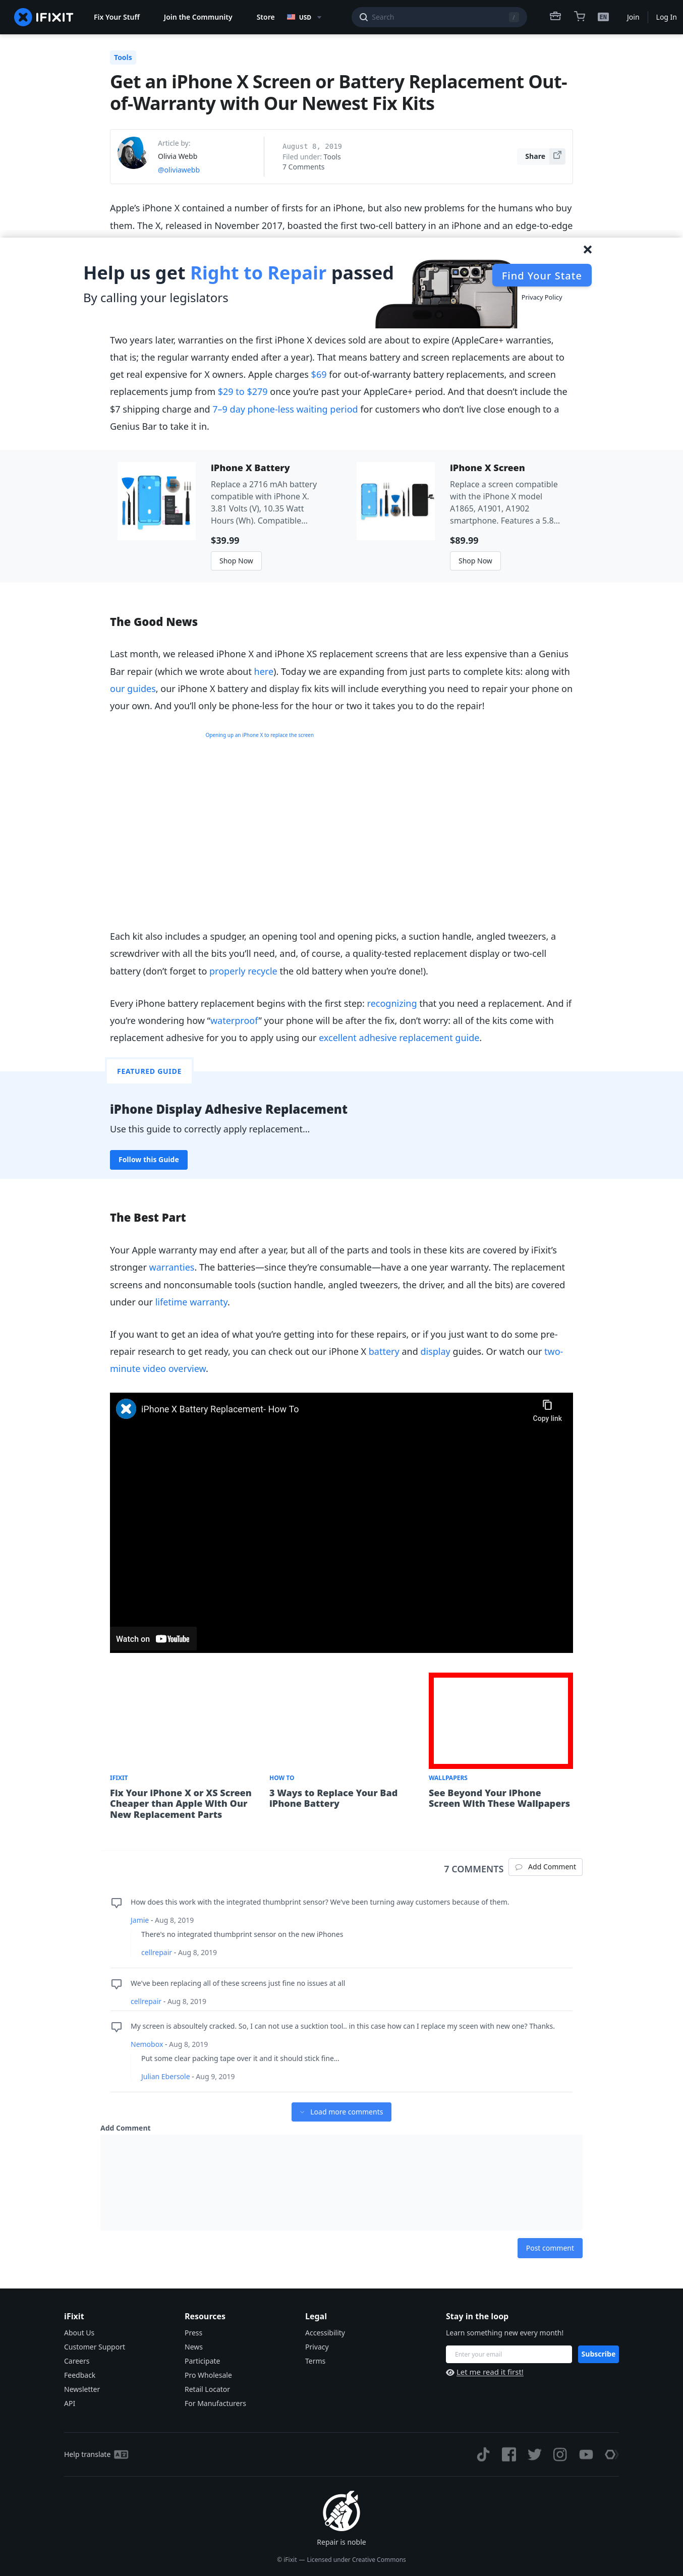 IFIXIT
Fix Your Stuff
Join the Community
Store
USD
Search
/
EN
Join
Log In
Tools
Get an iPhone X Screen or Battery Replacement Out-
of-Warranty with Our Newest Fix Kits
Article by:
Olivia Webb
@oliviawebb
August 8, 2019
Filed under: Tools
7 Comments
Share
Apple’s iPhone X contained a number of firsts for an iPhone, but also new problems for the humans who buy
them. The X, released in November 2017, boasted the first two-cell battery in an iPhone and an edge-to-edge
Help us get Right to Repair passed
By calling your legislators
Find Your State
Privacy Policy
Two years later, warranties on the first iPhone X devices sold are about to expire (AppleCare+ warranties,
that is; the regular warranty ended after a year). That means battery and screen replacements are about to
get real expensive for X owners. Apple charges $69 for out-of-warranty battery replacements, and screen
replacements jump from $29 to $279 once you’re past your AppleCare+ period. And that doesn’t include the
$7 shipping charge and 7–9 day phone-less waiting period for customers who don’t live close enough to a
Genius Bar to take it in.
iPhone X Battery
Replace a 2716 mAh battery
compatible with iPhone X.
3.81 Volts (V), 10.35 Watt
Hours (Wh). Compatible...
$39.99
Shop Now
iPhone X Screen
Replace a screen compatible
with the iPhone X model
A1865, A1901, A1902
smartphone. Features a 5.8...
$89.99
Shop Now
The Good News
Last month, we released iPhone X and iPhone XS replacement screens that are less expensive than a Genius
Bar repair (which we wrote about here). Today we are expanding from just parts to complete kits: along with
our guides, our iPhone X battery and display fix kits will include everything you need to repair your phone on
your own. And you’ll only be phone-less for the hour or two it takes you to do the repair!
Opening up an iPhone X to replace the screen
Each kit also includes a spudger, an opening tool and opening picks, a suction handle, angled tweezers, a
screwdriver with all the bits you’ll need, and, of course, a quality-tested replacement display or two-cell
battery (don’t forget to properly recycle the old battery when you’re done!).
Every iPhone battery replacement begins with the first step: recognizing that you need a replacement. And if
you’re wondering how “waterproof” your phone will be after the fix, don’t worry: all of the kits come with
replacement adhesive for you to apply using our excellent adhesive replacement guide.
FEATURED GUIDE
iPhone Display Adhesive Replacement
Use this guide to correctly apply replacement...
Follow this Guide
The Best Part
Your Apple warranty may end after a year, but all of the parts and tools in these kits are covered by iFixit’s
stronger warranties. The batteries—since they’re consumable—have a one year warranty. The replacement
screens and nonconsumable tools (suction handle, angled tweezers, the driver, and all the bits) are covered
under our lifetime warranty.
If you want to get an idea of what you’re getting into for these repairs, or if you just want to do some pre-
repair research to get ready, you can check out our iPhone X battery and display guides. Or watch our two-
minute video overview.
iPhone X Battery Replacement- How To
Copy link
Watch on YouTube
IFIXIT
Fix Your iPhone X or XS Screen
Cheaper than Apple With Our
New Replacement Parts
HOW TO
3 Ways to Replace Your Bad
iPhone Battery
WALLPAPERS
See Beyond Your iPhone
Screen With These Wallpapers
7 COMMENTS
Add Comment
How does this work with the integrated thumbprint sensor? We've been turning away customers because of them.
Jamie - Aug 8, 2019
There's no integrated thumbprint sensor on the new iPhones
cellrepair - Aug 8, 2019
We've been replacing all of these screens just fine no issues at all
cellrepair - Aug 8, 2019
My screen is absoultely cracked. So, I can not use a sucktion tool.. in this case how can I replace my sceen with new one? Thanks.
Nemobox - Aug 8, 2019
Put some clear packing tape over it and it should stick fine...
Julian Ebersole - Aug 9, 2019
Load more comments
Add Comment
Post comment
iFixit
About Us
Customer Support
Careers
Feedback
Newsletter
API
Resources
Press
News
Participate
Pro Wholesale
Retail Locator
For Manufacturers
Legal
Accessibility
Privacy
Terms
Stay in the loop
Learn something new every month!
Enter your email
Subscribe
Let me read it first!
Help translate
Repair is noble
© iFixit — Licensed under Creative Commons